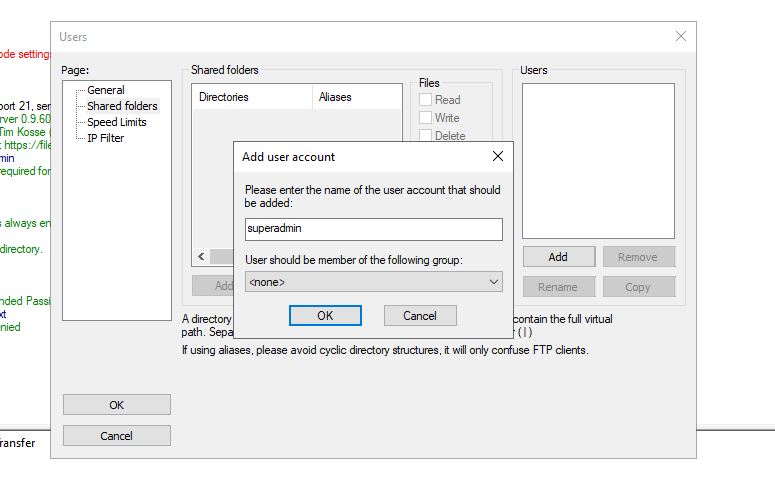 Users
ode settings
Page:
General
Shared folders
Speed Limits
IP Filter
Shared folders
Directories
Aliases
Files
Read
Write
Delete
Users
port 21, ser
rver 0.9.60
Tim Kosse (
t https://file
min
required for
s always en
directory.
nded Passi
xt
nied
Add user account
Please enter the name of the user account that should
be added:
superadmin
User should be member of the following group:
<none>
OK
Cancel
Add
Add
Remove
Rename
Copy
A directory
contain the full virtual
path. Sepa
r (|)
If using aliases, please avoid cyclic directory structures, it will only confuse FTP clients.
OK
Cancel
ransfer